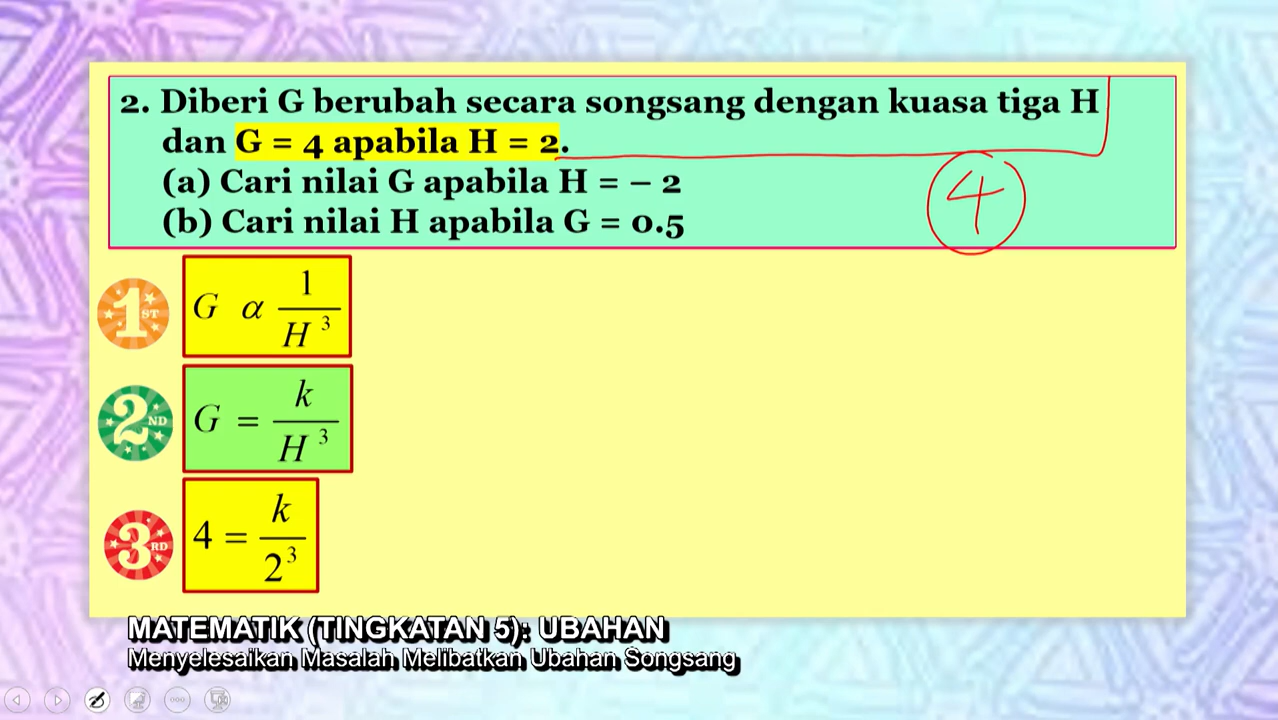 2. Diberi G berubah secara songsang dengan kuasa tiga H
dan G = 4 apabila H = 2.
(a) Cari nilai G apabila H = – 2
(b) Cari nilai H apabila G = 0.5
4
1ST
G α 1/H³
2ND
G = k/H³
3RD
4 = k/2³
MATEMATIK (TINGKATAN 5): UBAHAN
Menyelesaikan Masalah Melibatkan Ubahan Songsang